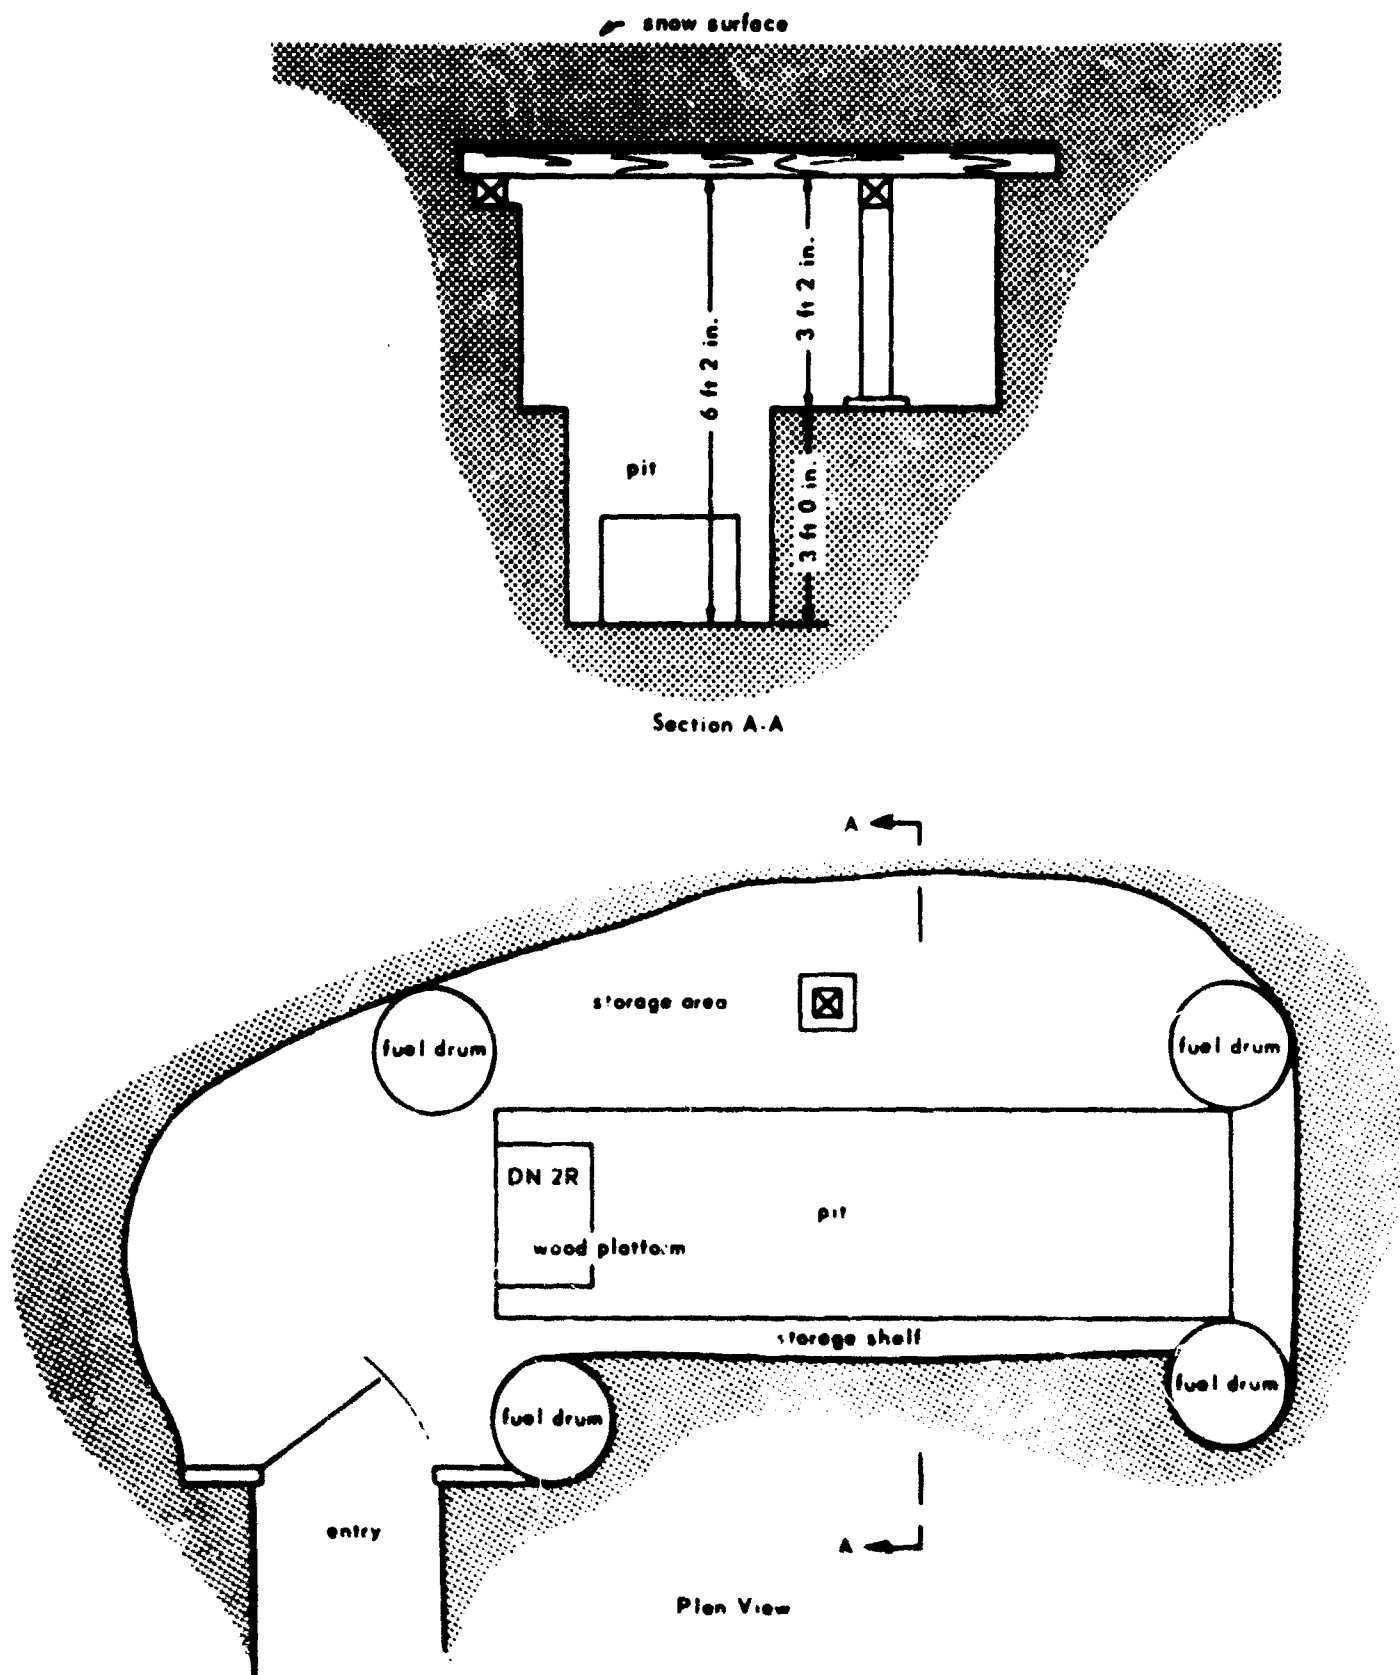 snow surface
6 ft 2 in.
3 ft 2 in.
pit
3 ft 0 in.
Section A-A
A
storage area
fuel drum
fuel drum
DN 2R
pit
wood platform
storage shelf
fuel drum
fuel drum
entry
A
Plan View